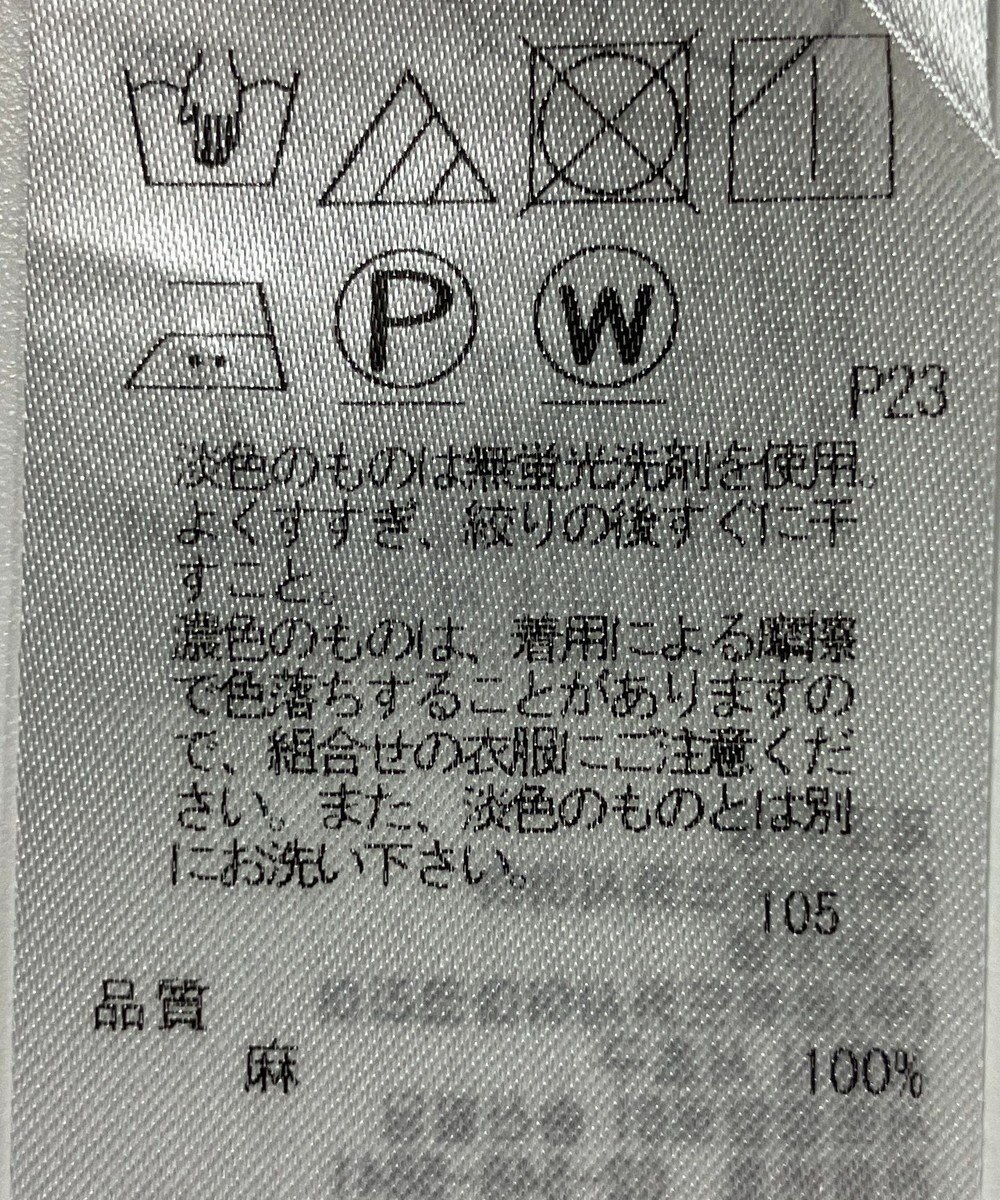 P
W
P23
淡色のものは無蛍光洗剤を使用。
よくすすぎ、絞りの後すぐに干
すこと。
濃色のものは、着用による摩擦
で色落ちすることがありますの
で、組合せの衣服にご注意くだ
さい。また、淡色のものとは別
にお洗い下さい。
105
品質
麻 100%